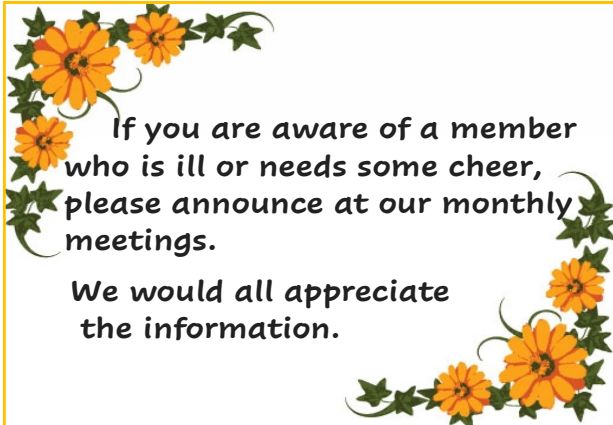 If you are aware of a member
who is ill or needs some cheer,
please announce at our monthly
meetings.
We would all appreciate
the information.